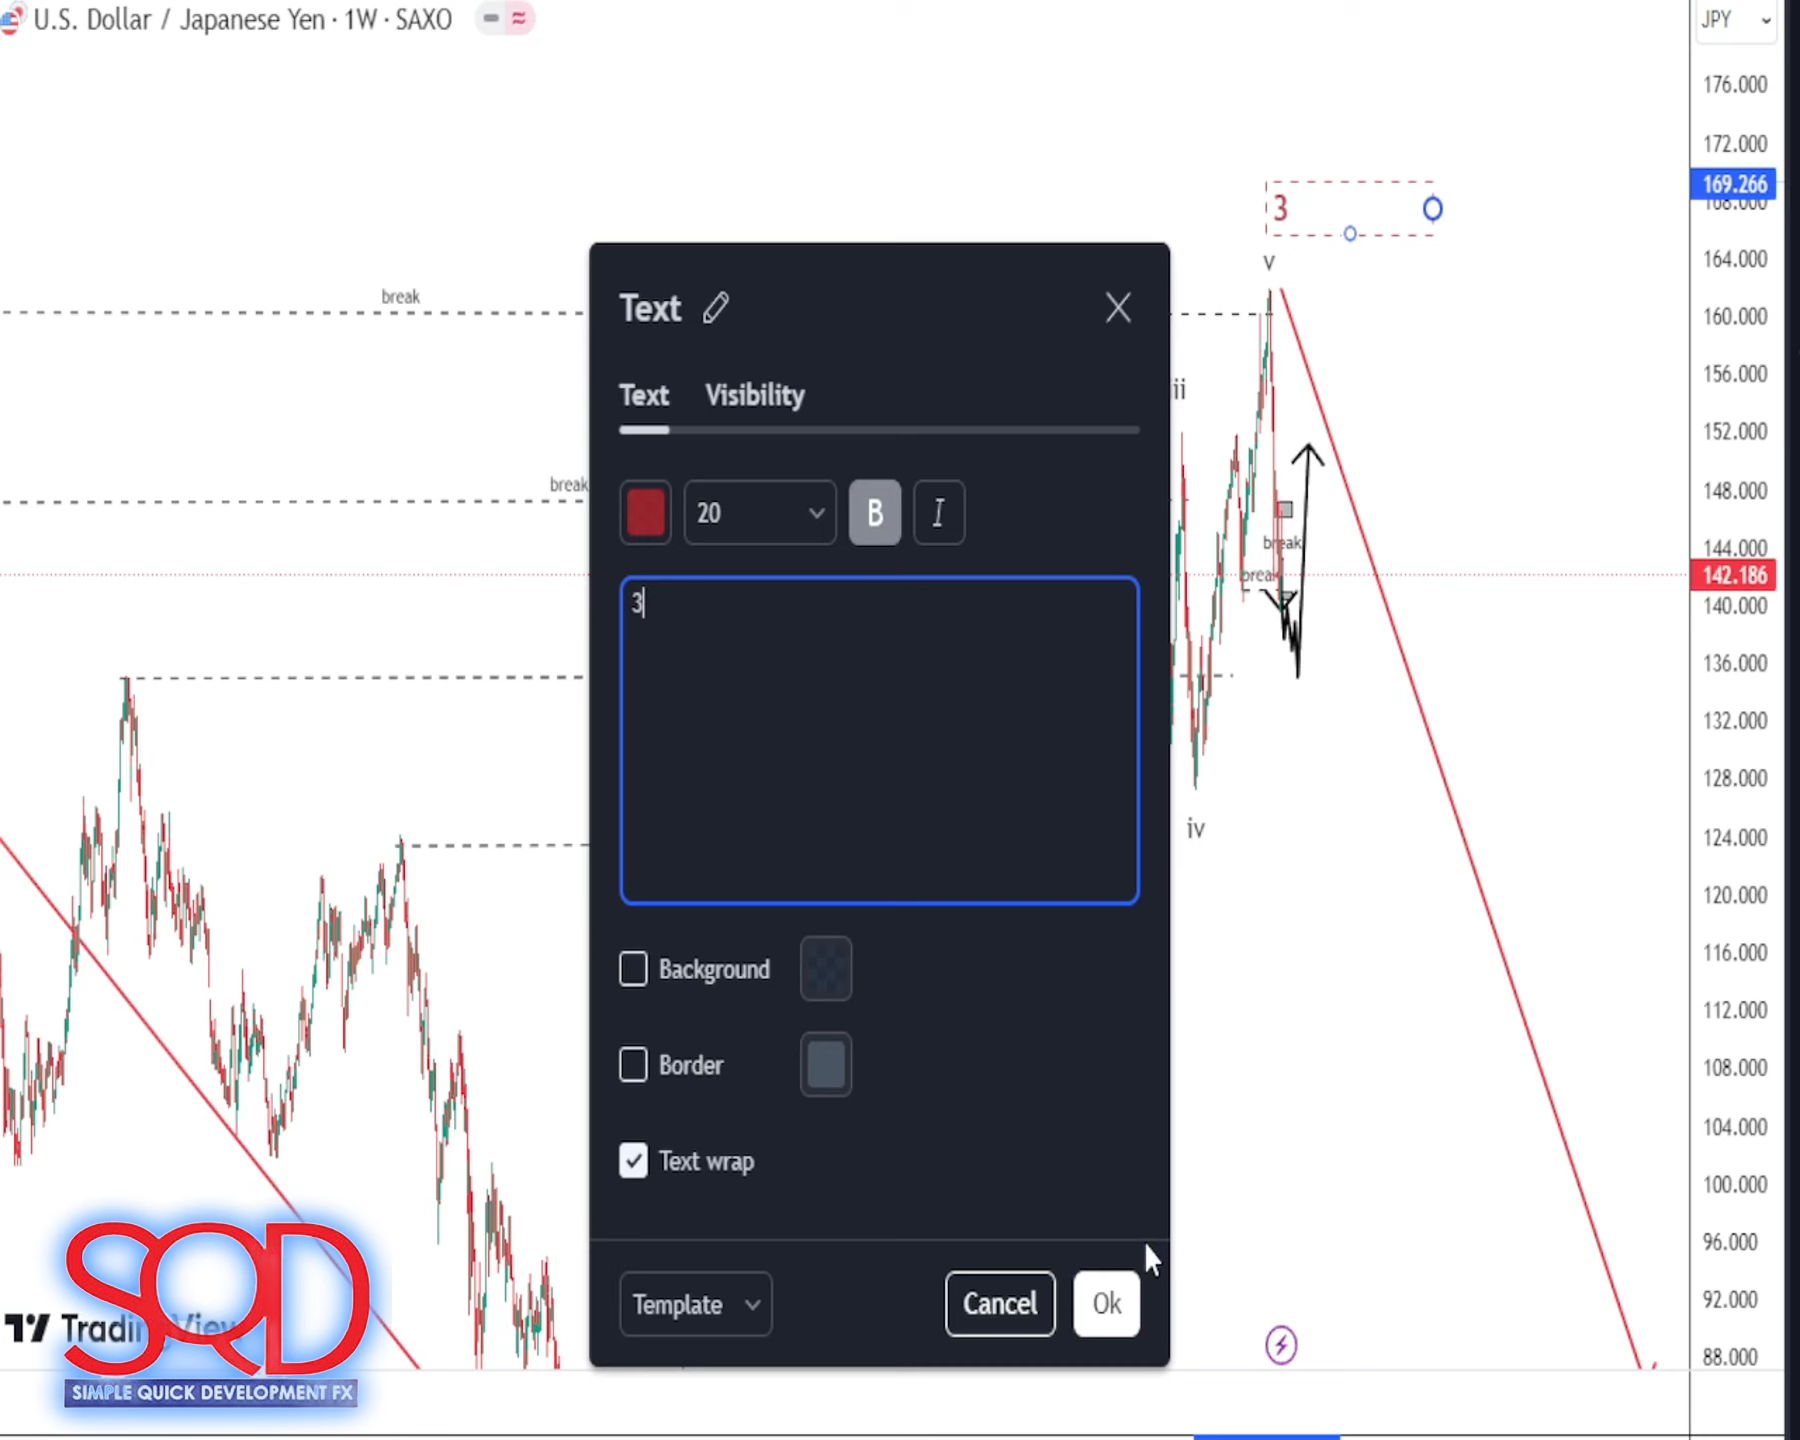 U.S. Dollar / Japanese Yen · 1W · SAXO
JPY
176.000
172.000
169.266
168.000
164.000
160.000
156.000
152.000
148.000
144.000
142.186
140.000
136.000
132.000
128.000
124.000
120.000
116.000
112.000
108.000
104.000
100.000
96.000
92.000
88.000
3
v
break
break
ii
break
break
iv
Text
Text Visibility
20 B I
3
Background
Border
Text wrap
Template Cancel Ok
TradingView
SQD
SIMPLE QUICK DEVELOPMENT FX